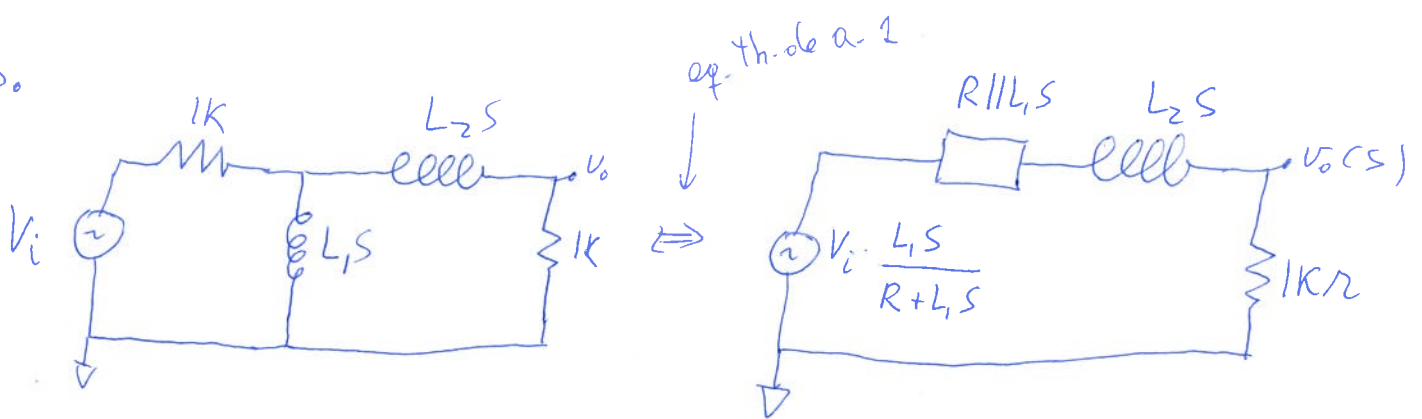 eq. th. de a. 1
1K
L₂S
R//L₁S
L₂S
v₀
v₀(S)
Vi
L₁S
1K
⇔
Vi · L₁S
R+L₁S
1KΩ